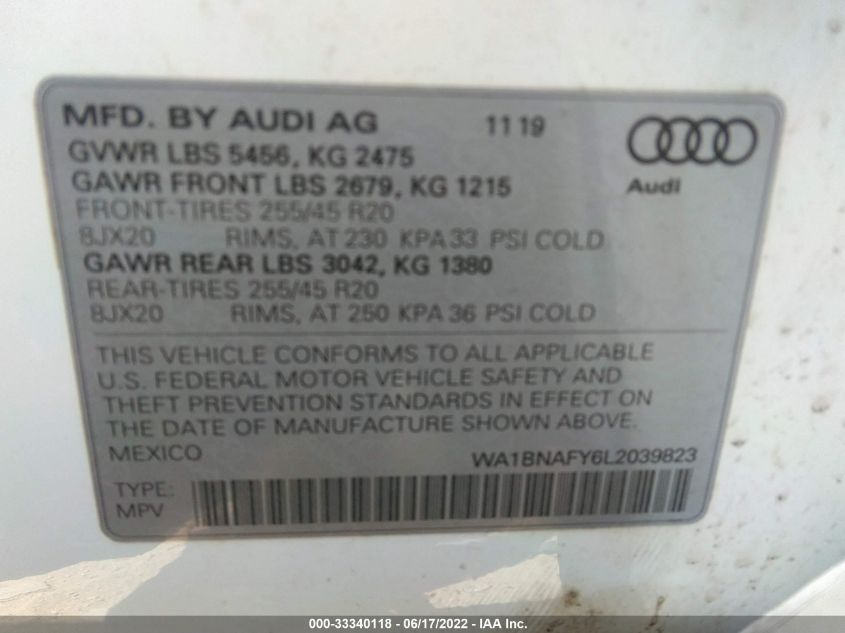 MFD. BY AUDI AG 11 19
GVWR LBS 5456, KG 2475
GAWR FRONT LBS 2679, KG 1215
Audi
FRONT-TIRES 255/45 R20
8JX20 RIMS, AT 230 KPA 33 PSI COLD
GAWR REAR LBS 3042, KG 1380
REAR-TIRES 255/45 R20
8JX20 RIMS, AT 250 KPA 36 PSI COLD
THIS VEHICLE CONFORMS TO ALL APPLICABLE
U.S. FEDERAL MOTOR VEHICLE SAFETY AND
THEFT PREVENTION STANDARDS IN EFFECT ON
THE DATE OF MANUFACTURE SHOWN ABOVE.
MEXICO WA1BNAFY6L2039823
TYPE:
MPV
000-33340118 - 06/17/2022 - IAA Inc.